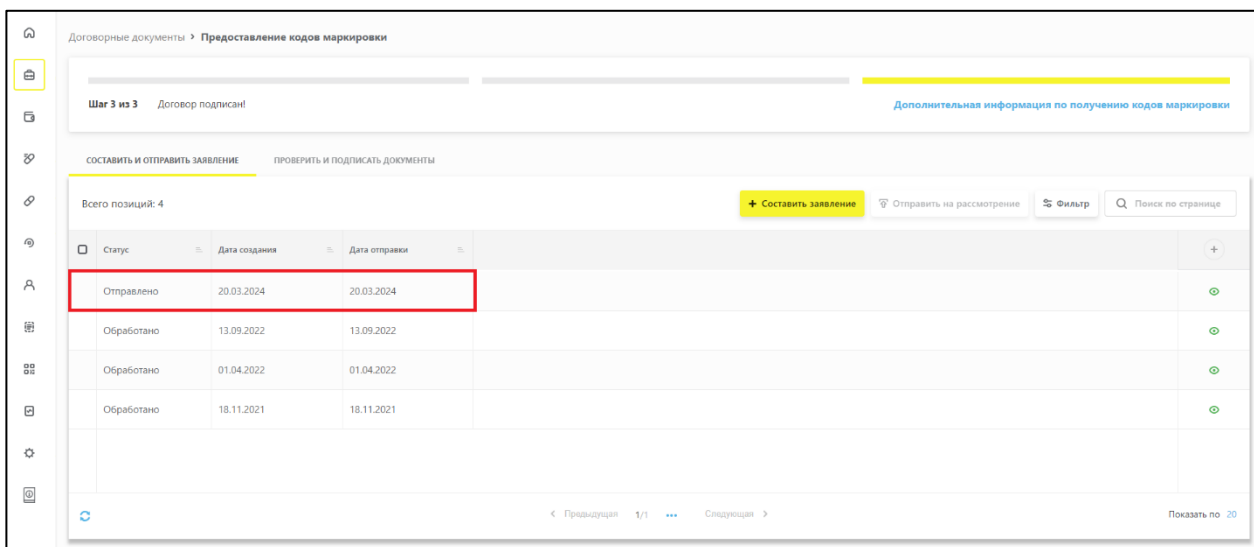 Договорные документы > Предоставление кодов маркировки
Шаг 3 из 3 Договор подписан! Дополнительная информация по получению кодов маркировки
СОСТАВИТЬ И ОТПРАВИТЬ ЗАЯВЛЕНИЕ ПРОВЕРИТЬ И ПОДПИСАТЬ ДОКУМЕНТЫ
Всего позиций: 4 + Составить заявление Отправить на рассмотрение Фильтр Поиск по странице
Статус Дата создания Дата отправки
Отправлено 20.03.2024 20.03.2024
Обработано 13.09.2022 13.09.2022
Обработано 01.04.2022 01.04.2022
Обработано 18.11.2021 18.11.2021
< Предыдущая 1/1 ••• Следующая > Показать по 20